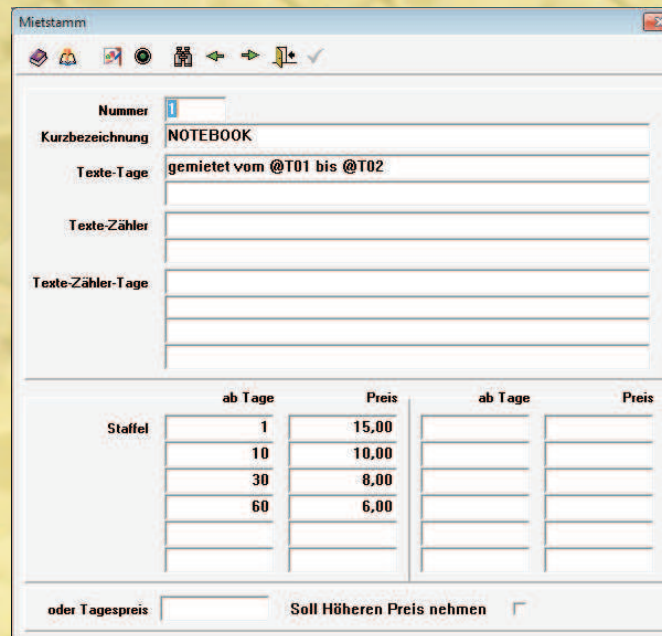 Mietstamm
Nummer 1
Kurzbezeichnung NOTEBOOK
Texte-Tage gemietet vom @T01 bis @T02
Texte-Zähler
Texte-Zähler-Tage
ab Tage Preis ab Tage Preis
Staffel 1 15,00
10 10,00
30 8,00
60 6,00
oder Tagespreis Soll Höheren Preis nehmen